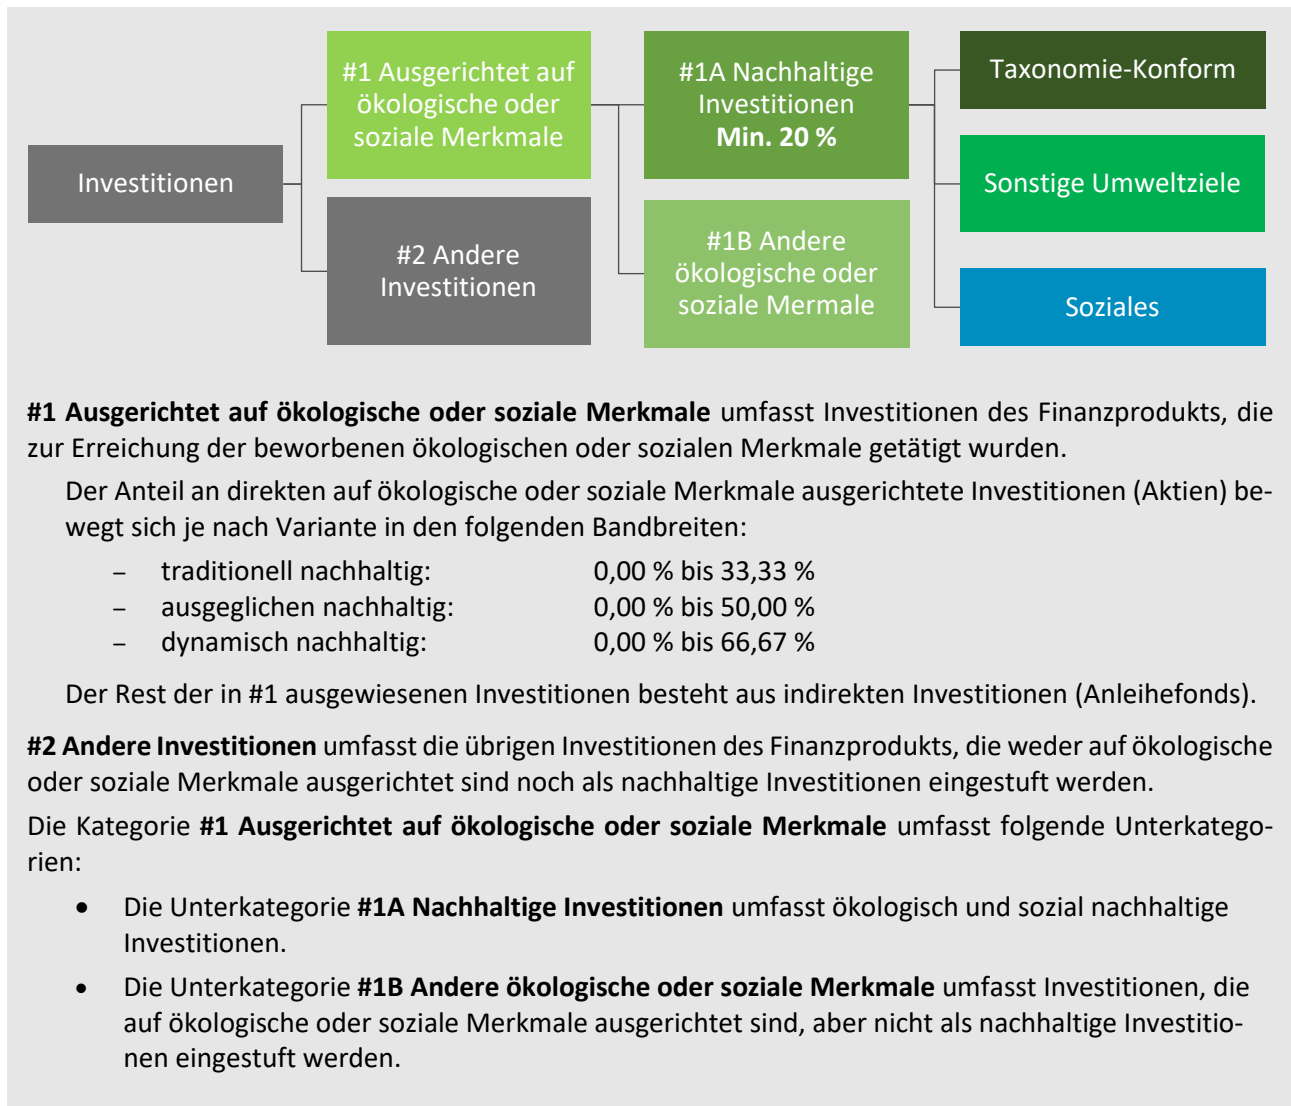 #1 Ausgerichtet auf
ökologische oder
soziale Merkmale
#1A Nachhaltige
Investitionen
Min. 20 %
Taxonomie-Konform
Investitionen
Sonstige Umweltziele
#2 Andere
Investitionen
#1B Andere
ökologische oder
soziale Mermale
Soziales
#1 Ausgerichtet auf ökologische oder soziale Merkmale umfasst Investitionen des Finanzprodukts, die
zur Erreichung der beworbenen ökologischen oder sozialen Merkmale getätigt wurden.
Der Anteil an direkten auf ökologische oder soziale Merkmale ausgerichtete Investitionen (Aktien) be-
wegt sich je nach Variante in den folgenden Bandbreiten:
– traditionell nachhaltig: 0,00 % bis 33,33 %
– ausgeglichen nachhaltig: 0,00 % bis 50,00 %
– dynamisch nachhaltig: 0,00 % bis 66,67 %
Der Rest der in #1 ausgewiesenen Investitionen besteht aus indirekten Investitionen (Anleihefonds).
#2 Andere Investitionen umfasst die übrigen Investitionen des Finanzprodukts, die weder auf ökologische
oder soziale Merkmale ausgerichtet sind noch als nachhaltige Investitionen eingestuft werden.
Die Kategorie #1 Ausgerichtet auf ökologische oder soziale Merkmale umfasst folgende Unterkatego-
rien:
• Die Unterkategorie #1A Nachhaltige Investitionen umfasst ökologisch und sozial nachhaltige
Investitionen.
• Die Unterkategorie #1B Andere ökologische oder soziale Merkmale umfasst Investitionen, die
auf ökologische oder soziale Merkmale ausgerichtet sind, aber nicht als nachhaltige Investitio-
nen eingestuft werden.